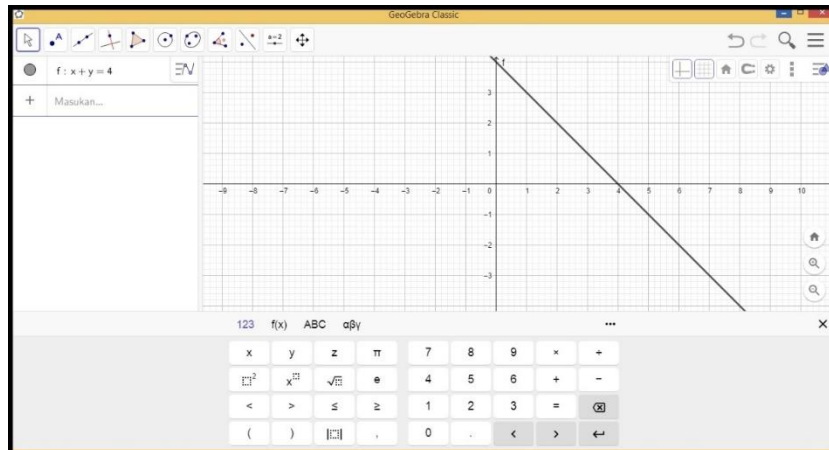 GeoGebra Classic
A
a=2
f : x + y = 4
+ Masukan...
f
3
2
1
-9 -8 -7 -6 -5 -4 -3 -2 -1 0 1 2 3 4 5 6 7 8 9 10
-1
-2
-3
123 f(x) ABC αβγ ...
x y z π 7 8 9 × ÷
□² x□ √□ e 4 5 6 + −
< > ≤ ≥ 1 2 3 =
( ) |□| , 0 . < >